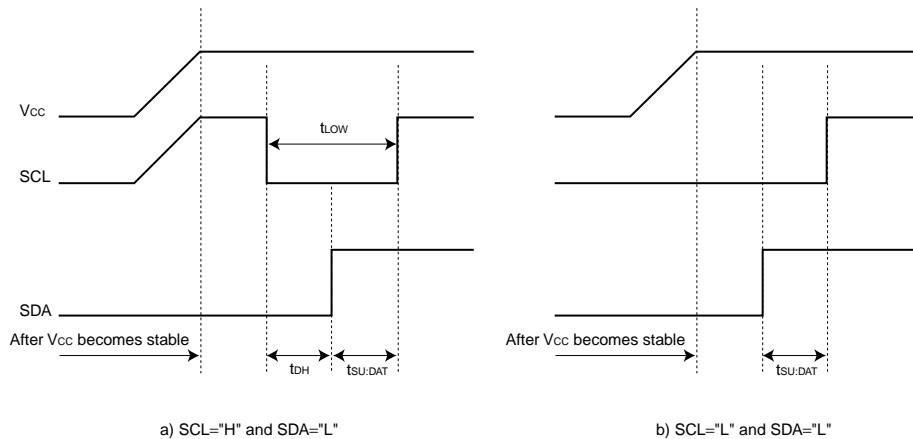 VCC
tLOW
SCL
SDA
After VCC becomes stable
tDH
tSU:DAT
a) SCL="H" and SDA="L"
After VCC becomes stable
tSU:DAT
b) SCL="L" and SDA="L"